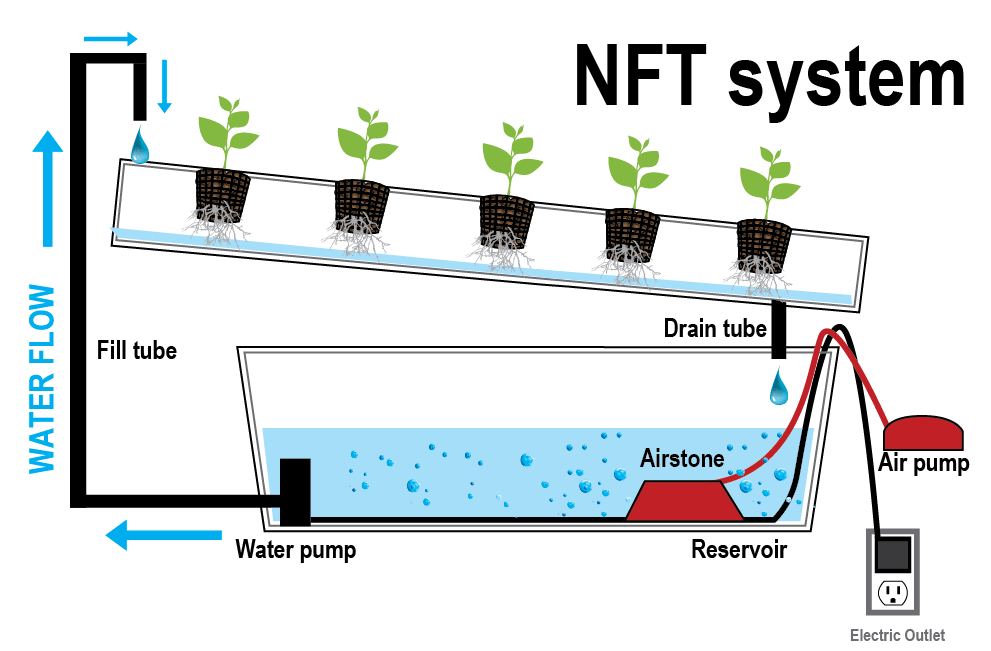 NFT system
WATER FLOW
Fill tube
Drain tube
Airstone
Air pump
Water pump
Reservoir
Electric Outlet